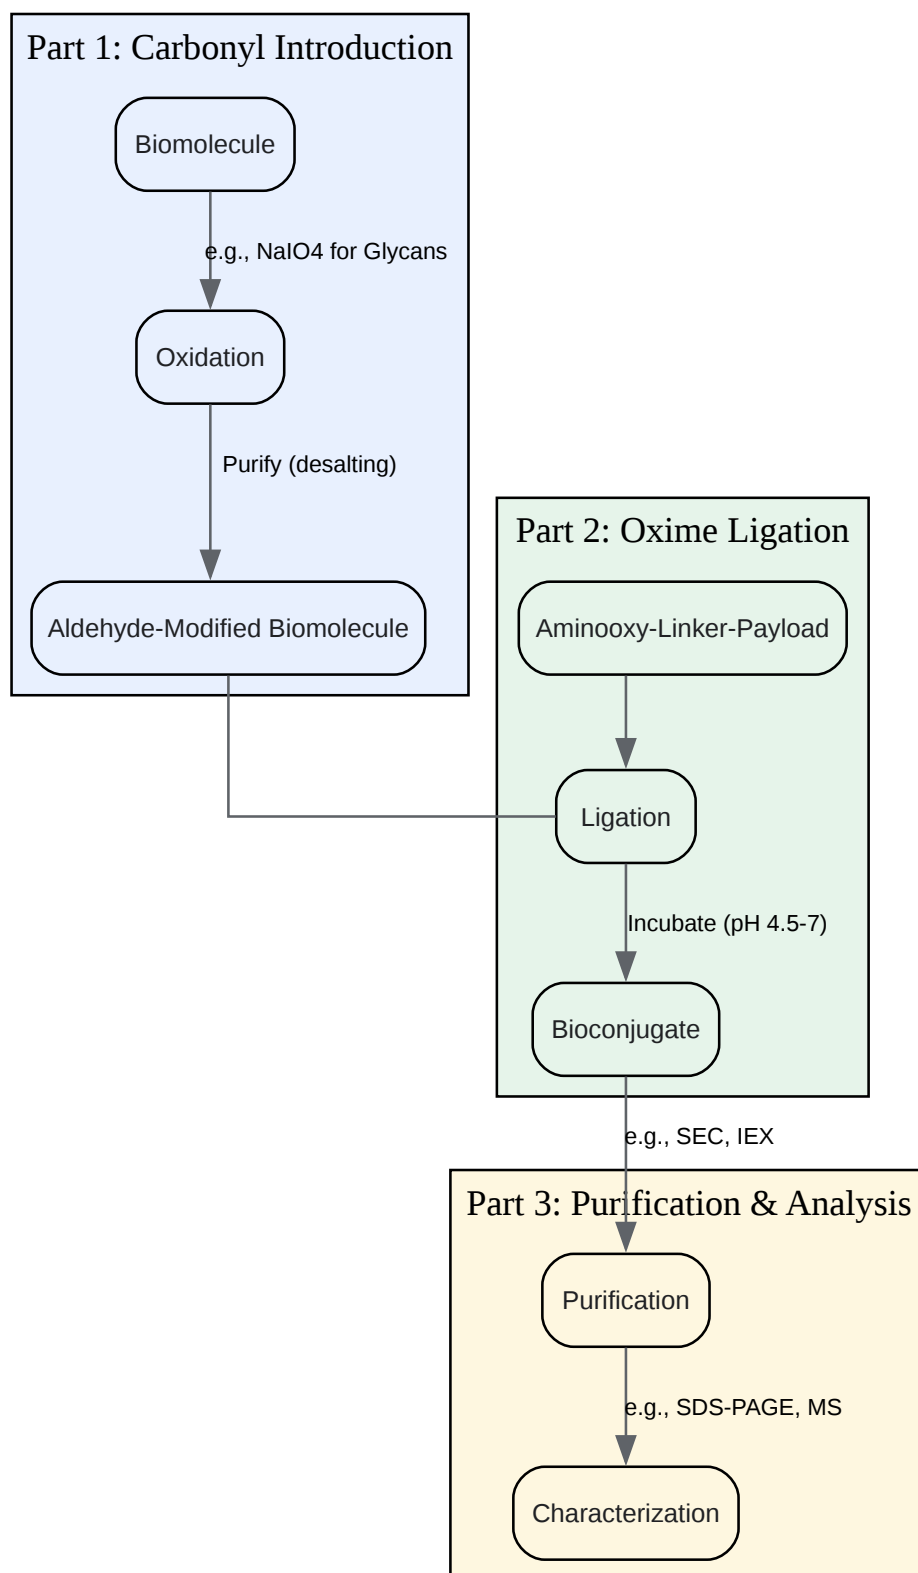 Part 1: Carbonyl Introduction
Biomolecule
e.g., NaIO4 for Glycans
Oxidation
Purify (desalting)
Aldehyde-Modified Biomolecule
Part 2: Oxime Ligation
Aminooxy-Linker-Payload
Ligation
Incubate (pH 4.5-7)
Bioconjugate
e.g., SEC, IEX
Part 3: Purification & Analysis
Purification
e.g., SDS-PAGE, MS
Characterization